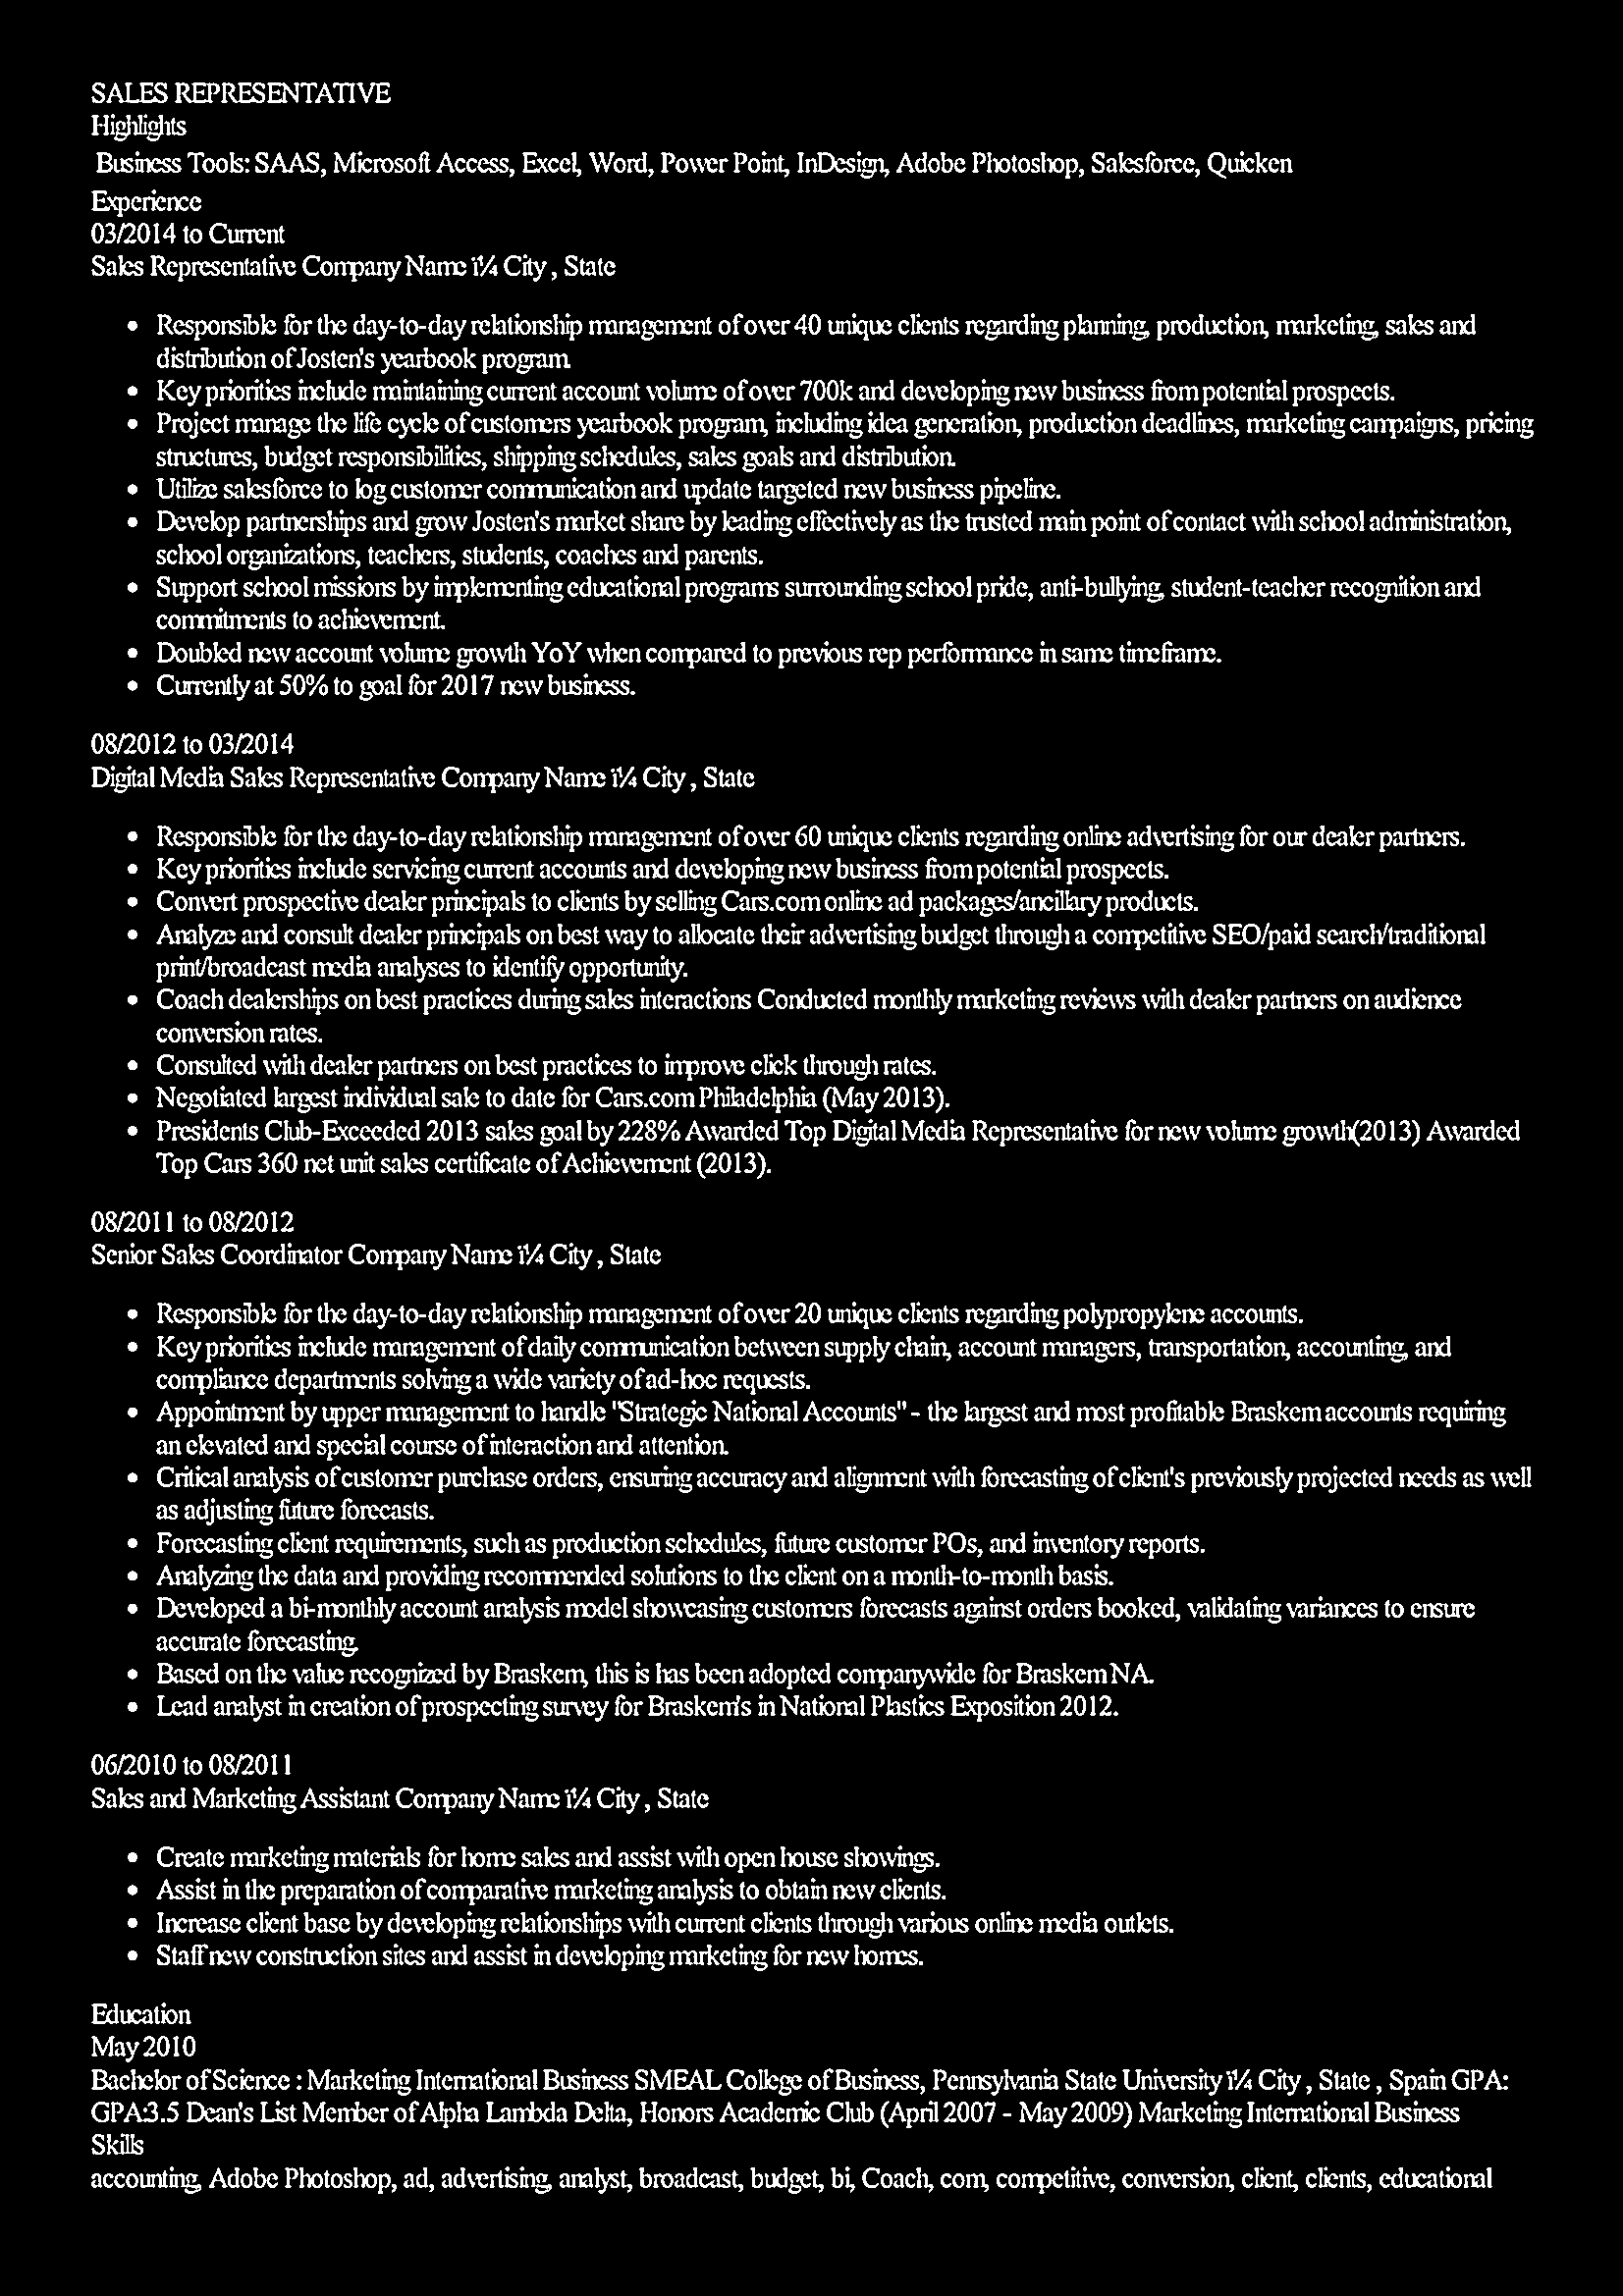 SALES REPRESENTATIVE
Highlights
Business Tools: SAAS, Microsoft Access, Excel, Word, Power Point, InDesign, Adobe Photoshop, Salesforce, Quicken
Experience
03/2014 to Current
Sales Representative Company Name ï¼ City , State
• Responsible for the day-to-day relationship management of over 40 unique clients regarding planning, production, marketing, sales and
distribution of Josten's yearbook program.
• Key priorities include maintaining current account volume of over 700k and developing new business from potential prospects.
• Project manage the life cycle of customers yearbook program, including idea generation, production deadlines, marketing campaigns, pricing
structures, budget responsibilities, shipping schedules, sales goals and distribution.
• Utilize salesforce to log customer communication and update targeted new business pipeline.
• Develop partnerships and grow Josten's market share by leading effectively as the trusted main point of contact with school administration,
school organizations, teachers, students, coaches and parents.
• Support school missions by implementing educational programs surrounding school pride, anti-bullying, student-teacher recognition and
commitments to achievement.
• Doubled new account volume growth YoY when compared to previous rep performance in same timeframe.
• Currently at 50% to goal for 2017 new business.
08/2012 to 03/2014
Digital Media Sales Representative Company Name ï¼ City , State
• Responsible for the day-to-day relationship management of over 60 unique clients regarding online advertising for our dealer partners.
• Key priorities include servicing current accounts and developing new business from potential prospects.
• Convert prospective dealer principals to clients by selling Cars.com online ad packages/ancillary products.
• Analyze and consult dealer principals on best way to allocate their advertising budget through a competitive SEO/paid search/traditional
print/broadcast media analyses to identify opportunity.
• Coach dealerships on best practices during sales interactions Conducted monthly marketing reviews with dealer partners on audience
conversion rates.
• Consulted with dealer partners on best practices to improve click through rates.
• Negotiated largest individual sale to date for Cars.com Philadelphia (May 2013).
• Presidents Club-Exceeded 2013 sales goal by 228% Awarded Top Digital Media Representative for new volume growth(2013) Awarded
Top Cars 360 net unit sales certificate of Achievement (2013).
08/2011 to 08/2012
Senior Sales Coordinator Company Name ï¼ City , State
• Responsible for the day-to-day relationship management of over 20 unique clients regarding polypropylene accounts.
• Key priorities include management of daily communication between supply chain, account managers, transportation, accounting, and
compliance departments solving a wide variety of ad-hoc requests.
• Appointment by upper management to handle "Strategic National Accounts" - the largest and most profitable Braskem accounts requiring
an elevated and special course of interaction and attention.
• Critical analysis of customer purchase orders, ensuring accuracy and alignment with forecasting of client's previously projected needs as well
as adjusting future forecasts.
• Forecasting client requirements, such as production schedules, future customer POs, and inventory reports.
• Analyzing the data and providing recommended solutions to the client on a month-to-month basis.
• Developed a bi-monthly account analysis model showcasing customers forecasts against orders booked, validating variances to ensure
accurate forecasting.
• Based on the value recognized by Braskem, this is has been adopted companywide for Braskem NA.
• Lead analyst in creation of prospecting survey for Braskem's in National Plastics Exposition 2012.
06/2010 to 08/2011
Sales and Marketing Assistant Company Name ï¼ City , State
• Create marketing materials for home sales and assist with open house showings.
• Assist in the preparation of comparative marketing analysis to obtain new clients.
• Increase client base by developing relationships with current clients through various online media outlets.
• Staff new construction sites and assist in developing marketing for new homes.
Education
May 2010
Bachelor of Science : Marketing International Business SMEAL College of Business, Pennsylvania State University ï¼ City , State , Spain GPA:
GPA:3.5 Dean's List Member of Alpha Lambda Delta, Honors Academic Club (April 2007 - May 2009) Marketing International Business
Skills
accounting, Adobe Photoshop, ad, advertising, analyst, broadcast, budget, bi, Coach, com, competitive, conversion, client, clients, educational